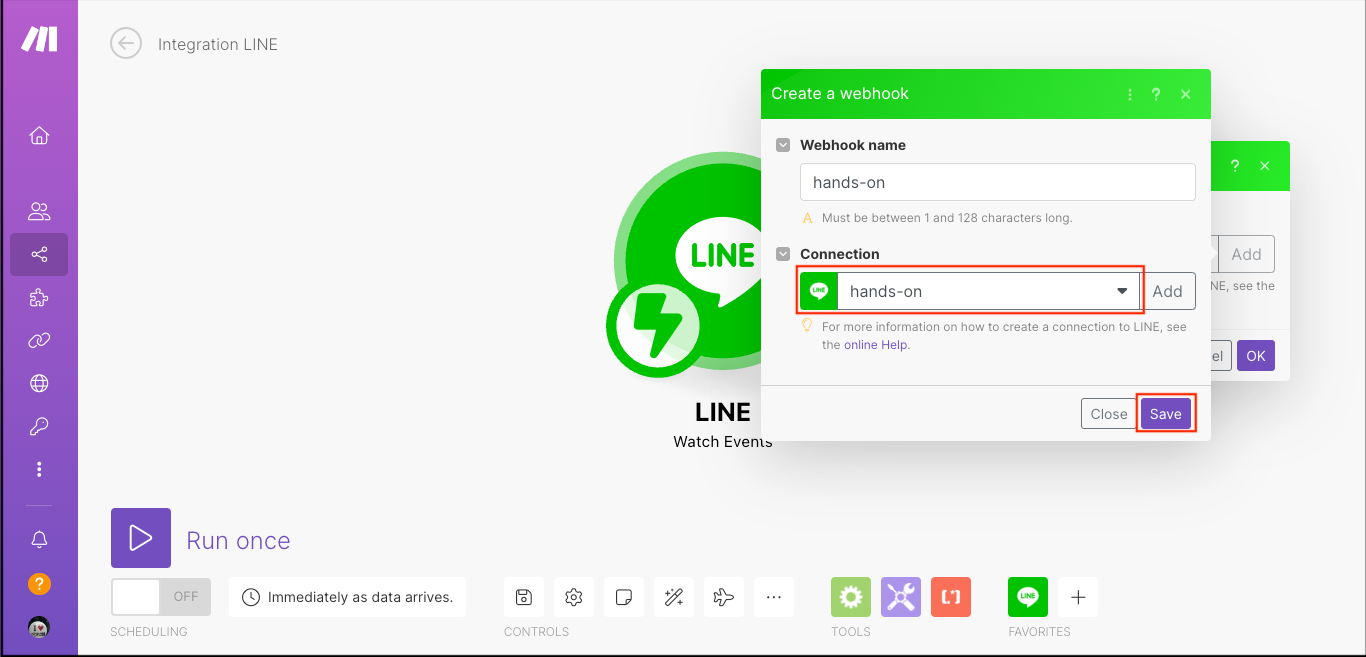 Integration LINE
Create a webhook
?
Webhook name
hands-on
A Must be between 1 and 128 characters long.
Connection
LINE hands-on
Add
For more information on how to create a connection to LINE, see
the online Help.
Close
Save
?
Add
NE, see the
el
OK
LINE
LINE
Watch Events
Run once
OFF
Immediately as data arrives.
SCHEDULING
CONTROLS
TOOLS
LINE
FAVORITES
?